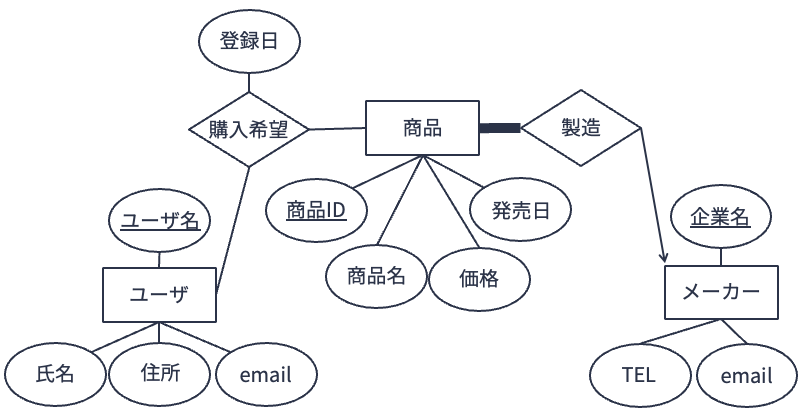 登録日
購入希望
商品
製造
商品ID
発売日
ユーザ名
企業名
商品名
価格
ユーザ
メーカー
氏名
住所
email
TEL
email